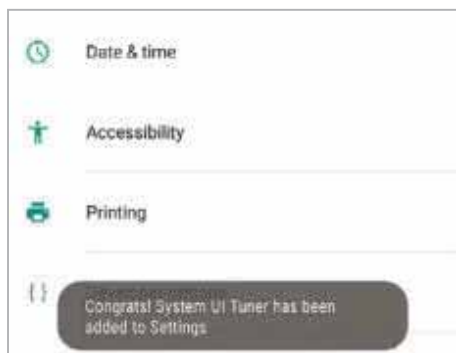 Date & time
Accessibility
Printing
{ }
Congrats! System UI Tuner has been
added to Settings